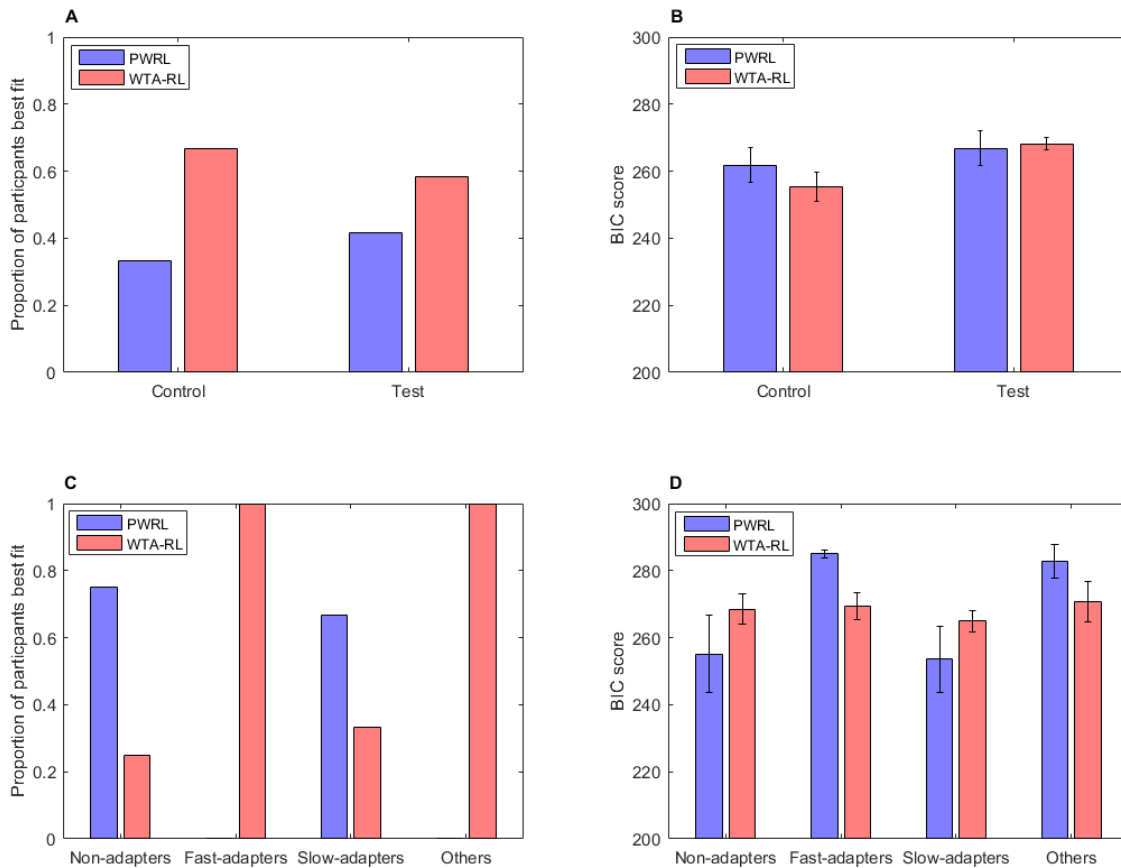 A
Proportion of particpants best fit
1
0.8
0.6
0.4
0.2
0
PWRL
WTA-RL
Control Test
B
BIC score
300
280
260
240
220
200
PWRL
WTA-RL
Control Test
C
Proportion of particpants best fit
1
0.8
0.6
0.4
0.2
0
PWRL
WTA-RL
Non-adapters Fast-adapters Slow-adapters Others
D
BIC score
300
280
260
240
220
200
PWRL
WTA-RL
Non-adapters Fast-adapters Slow-adapters Others